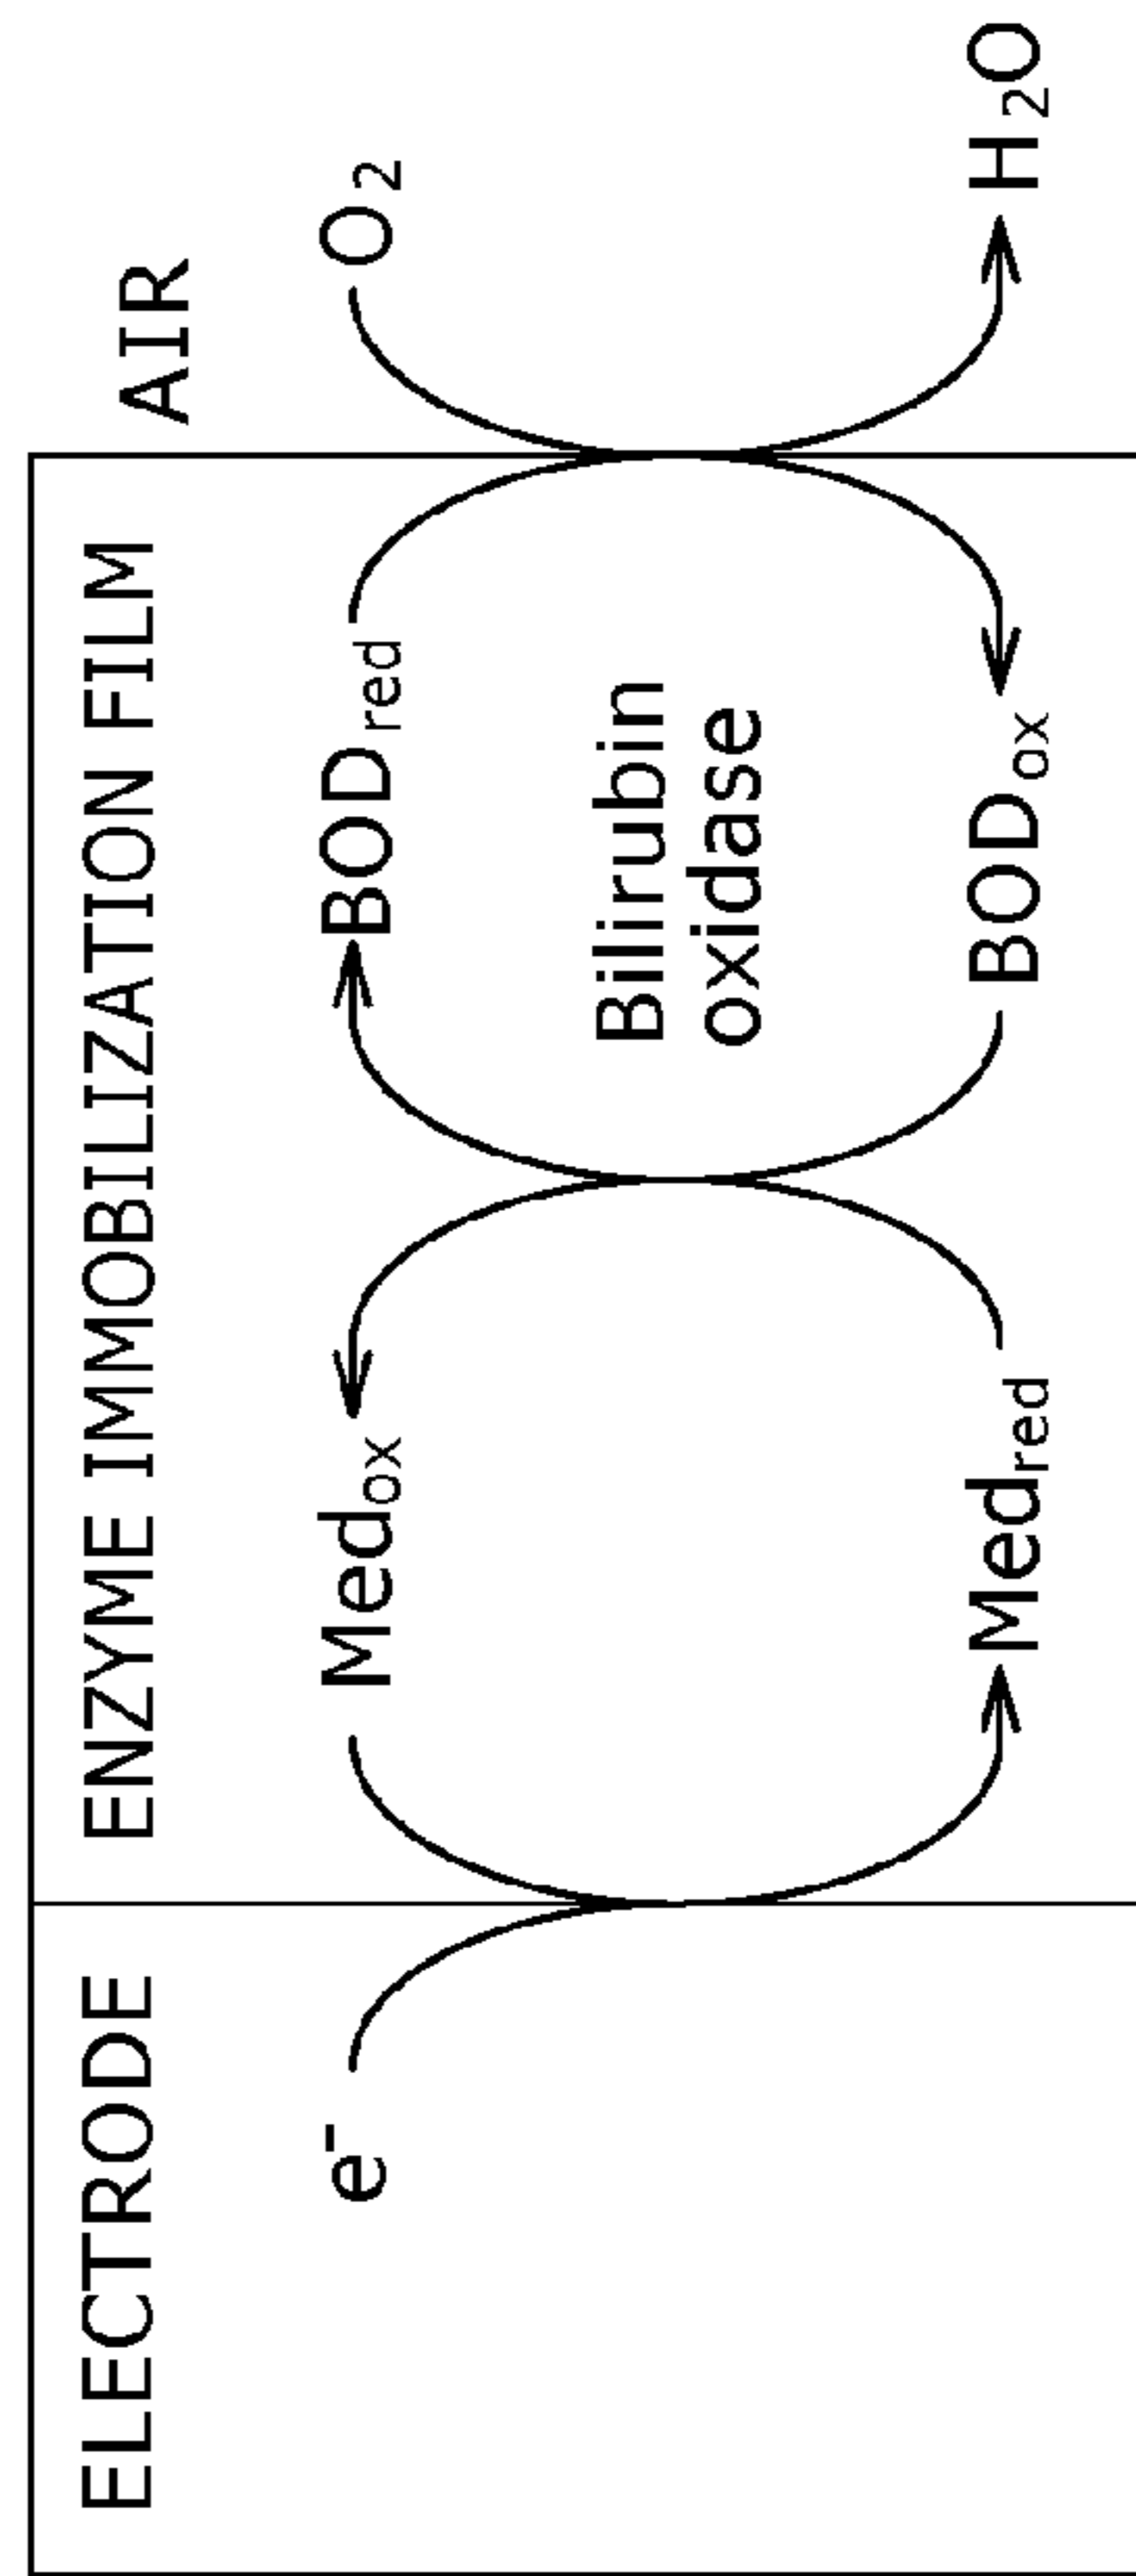 ELECTRODE
ENZYME IMMOBILIZATION FILM
AIR
e⁻
Medox
BODred
O₂
Bilirubin
oxidase
Medred
BODox
H₂O